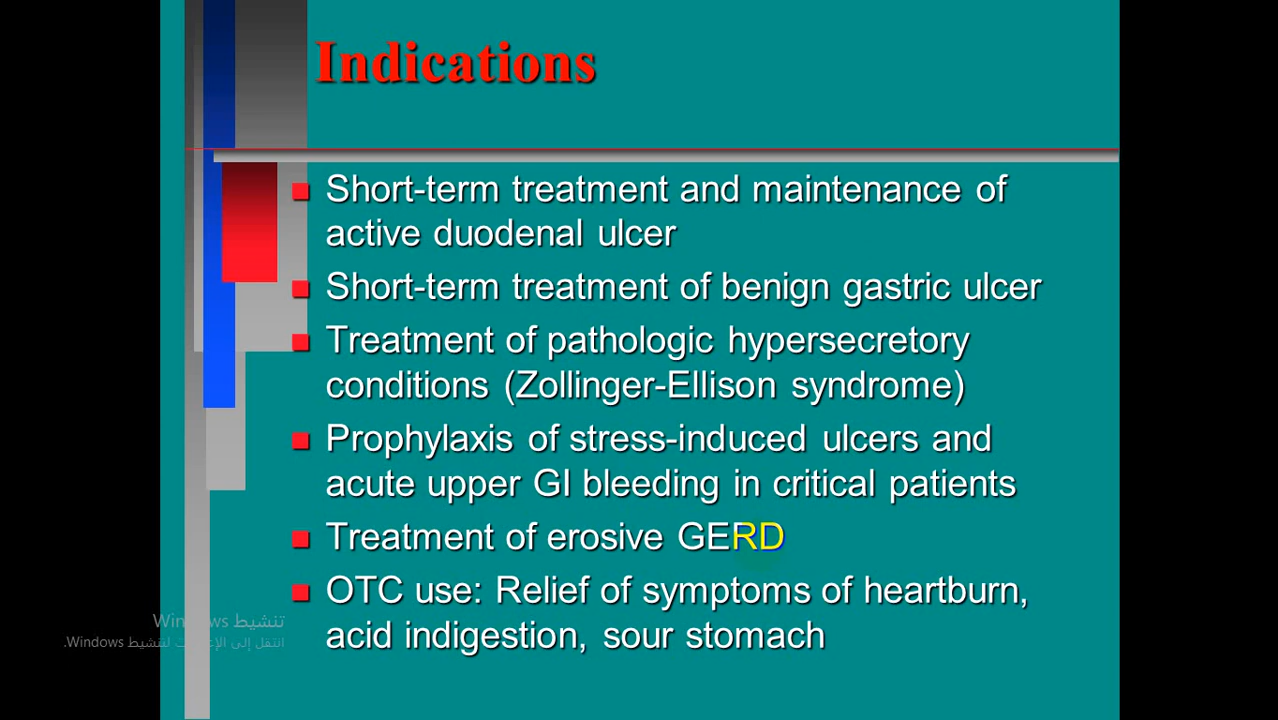 Indications
Short-term treatment and maintenance of
active duodenal ulcer
Short-term treatment of benign gastric ulcer
Treatment of pathologic hypersecretory
conditions (Zollinger-Ellison syndrome)
Prophylaxis of stress-induced ulcers and
acute upper GI bleeding in critical patients
Treatment of erosive GERD
OTC use: Relief of symptoms of heartburn,
acid indigestion, sour stomach
تنشيط Windows
انتقل إلى الإعدادات لتنشيط Windows.